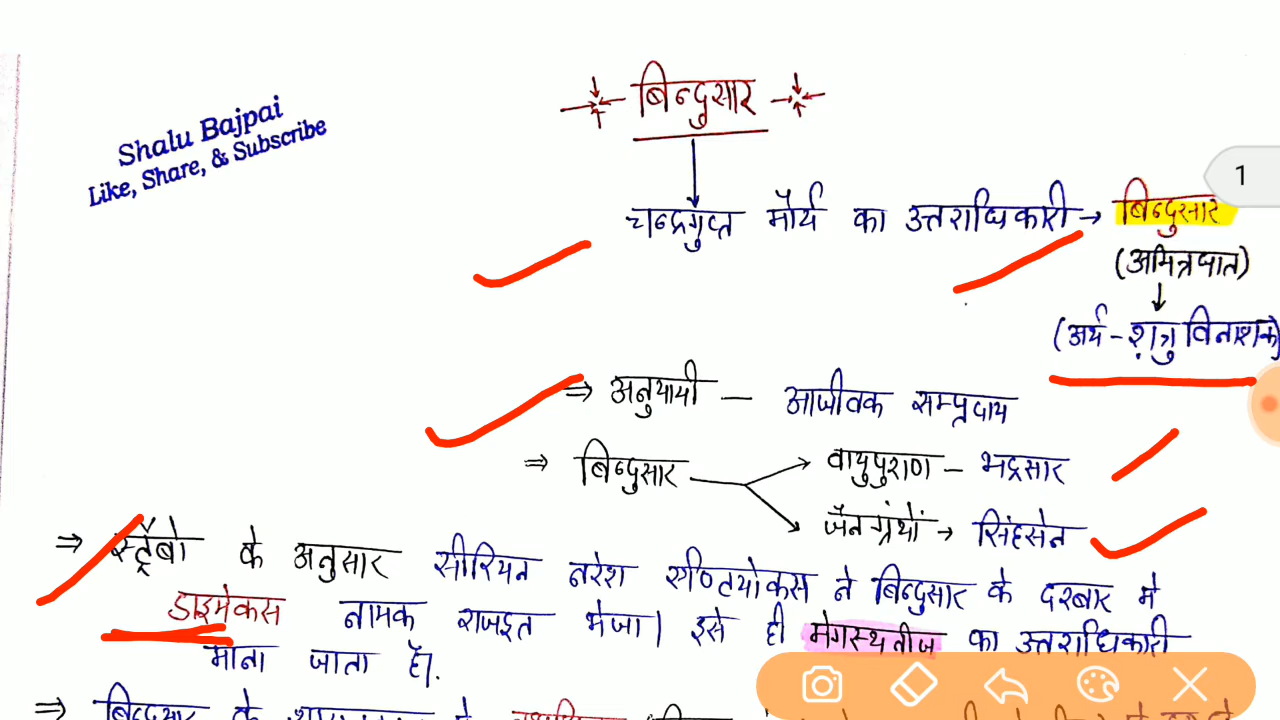 Shalu Bajpai
Like, Share, & Subscribe
बिन्दुसार
1
चन्द्रगुप्त मौर्य का उत्तराधिकारी → बिन्दुसार
(अमित्रघात)
(अर्थ - शत्रु विनाशक)
⇒ अनुयायी – आजीवक सम्प्रदाय
⇒ बिन्दुसार
वायुपुराण – भद्रसार
जैन ग्रंथों → सिंहसेन
⇒ स्ट्रैबो के अनुसार सीरियन नरेश एण्टियोकस ने बिन्दुसार के दरबार मे
डाइमेकस नामक राजदूत भेजा। इसे ही मेगस्थनीज का उत्तराधिकारी
माना जाता है।
⇒ बिन्दुसार के